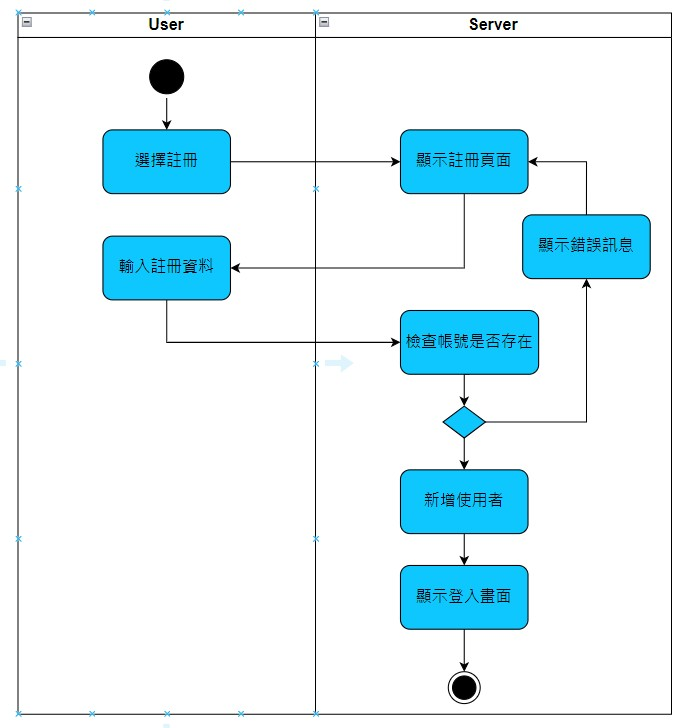 User
Server
選擇註冊
顯示註冊頁面
顯示錯誤訊息
輸入註冊資料
檢查帳號是否存在
新增使用者
顯示登入畫面